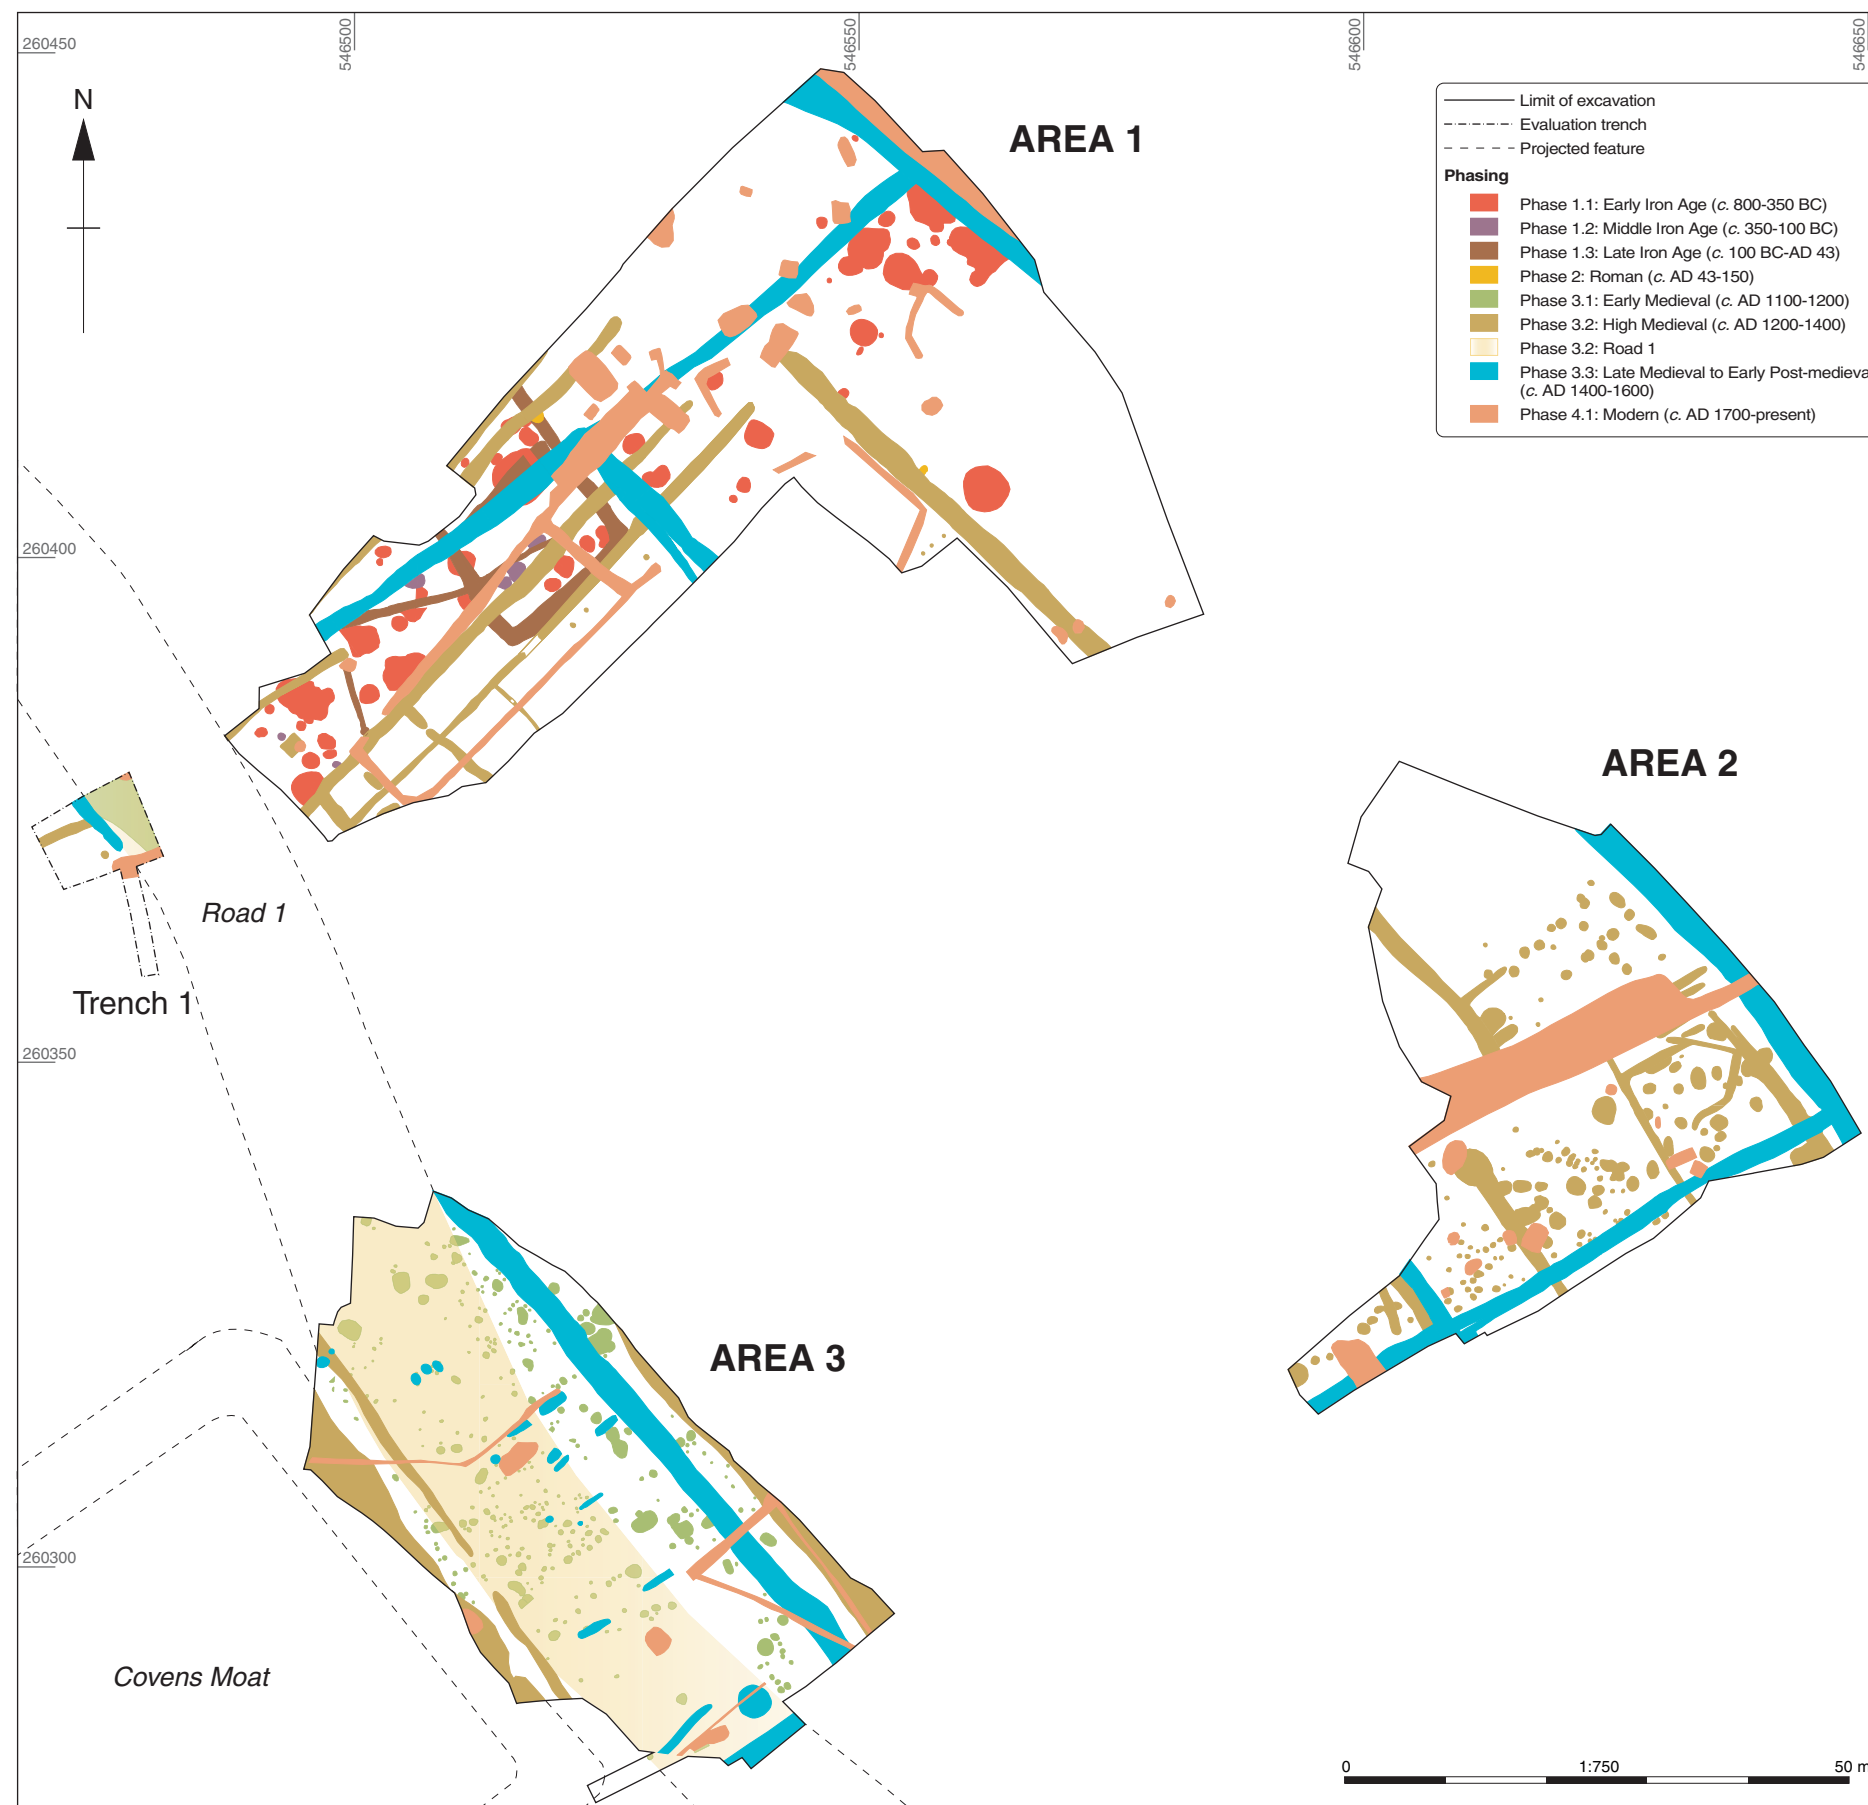 546500
546550
546600
546650
260450
N
AREA 1
Limit of excavation
Evaluation trench
Projected feature
Phasing
Phase 1.1: Early Iron Age (c. 800-350 BC)
Phase 1.2: Middle Iron Age (c. 350-100 BC)
Phase 1.3: Late Iron Age (c. 100 BC-AD 43)
Phase 2: Roman (c. AD 43-150)
Phase 3.1: Early Medieval (c. AD 1100-1200)
Phase 3.2: High Medieval (c. AD 1200-1400)
Phase 3.2: Road 1
Phase 3.3: Late Medieval to Early Post-medieva
(c. AD 1400-1600)
Phase 4.1: Modern (c. AD 1700-present)
260400
AREA 2
Road 1
Trench 1
260350
AREA 3
260300
Covens Moat
0 1:750 50 m